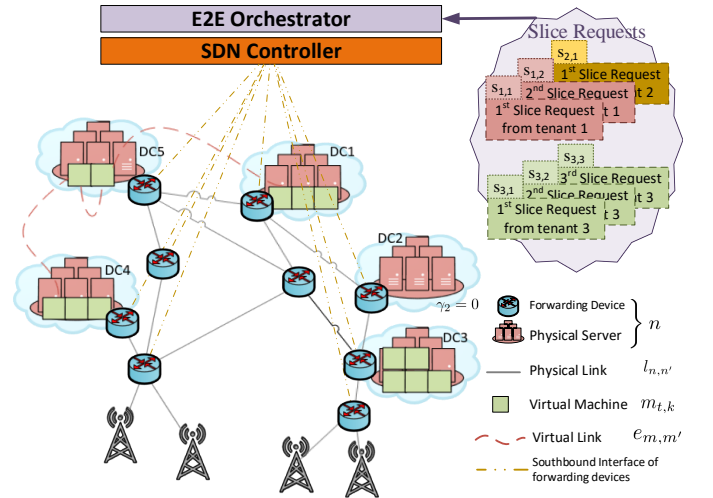 E2E Orchestrator
SDN Controller
Slice Requests
s2,1
s1,2
1st Slice Request
s1,1
2nd Slice Request
nt 2
1st Slice Request
t 1
from tenant 1
s3,3
s3,2
3rd Slice Request
s3,1
2nd Slice Request
t 3
1st Slice Request
t 3
from tenant 3
DC5
DC1
DC2
DC4
γ2 = 0
DC3
Forwarding Device
Physical Server
n
Physical Link
ln,n′
Virtual Machine
mt,k
Virtual Link
em,m′
Southbound Interface of
forwarding devices